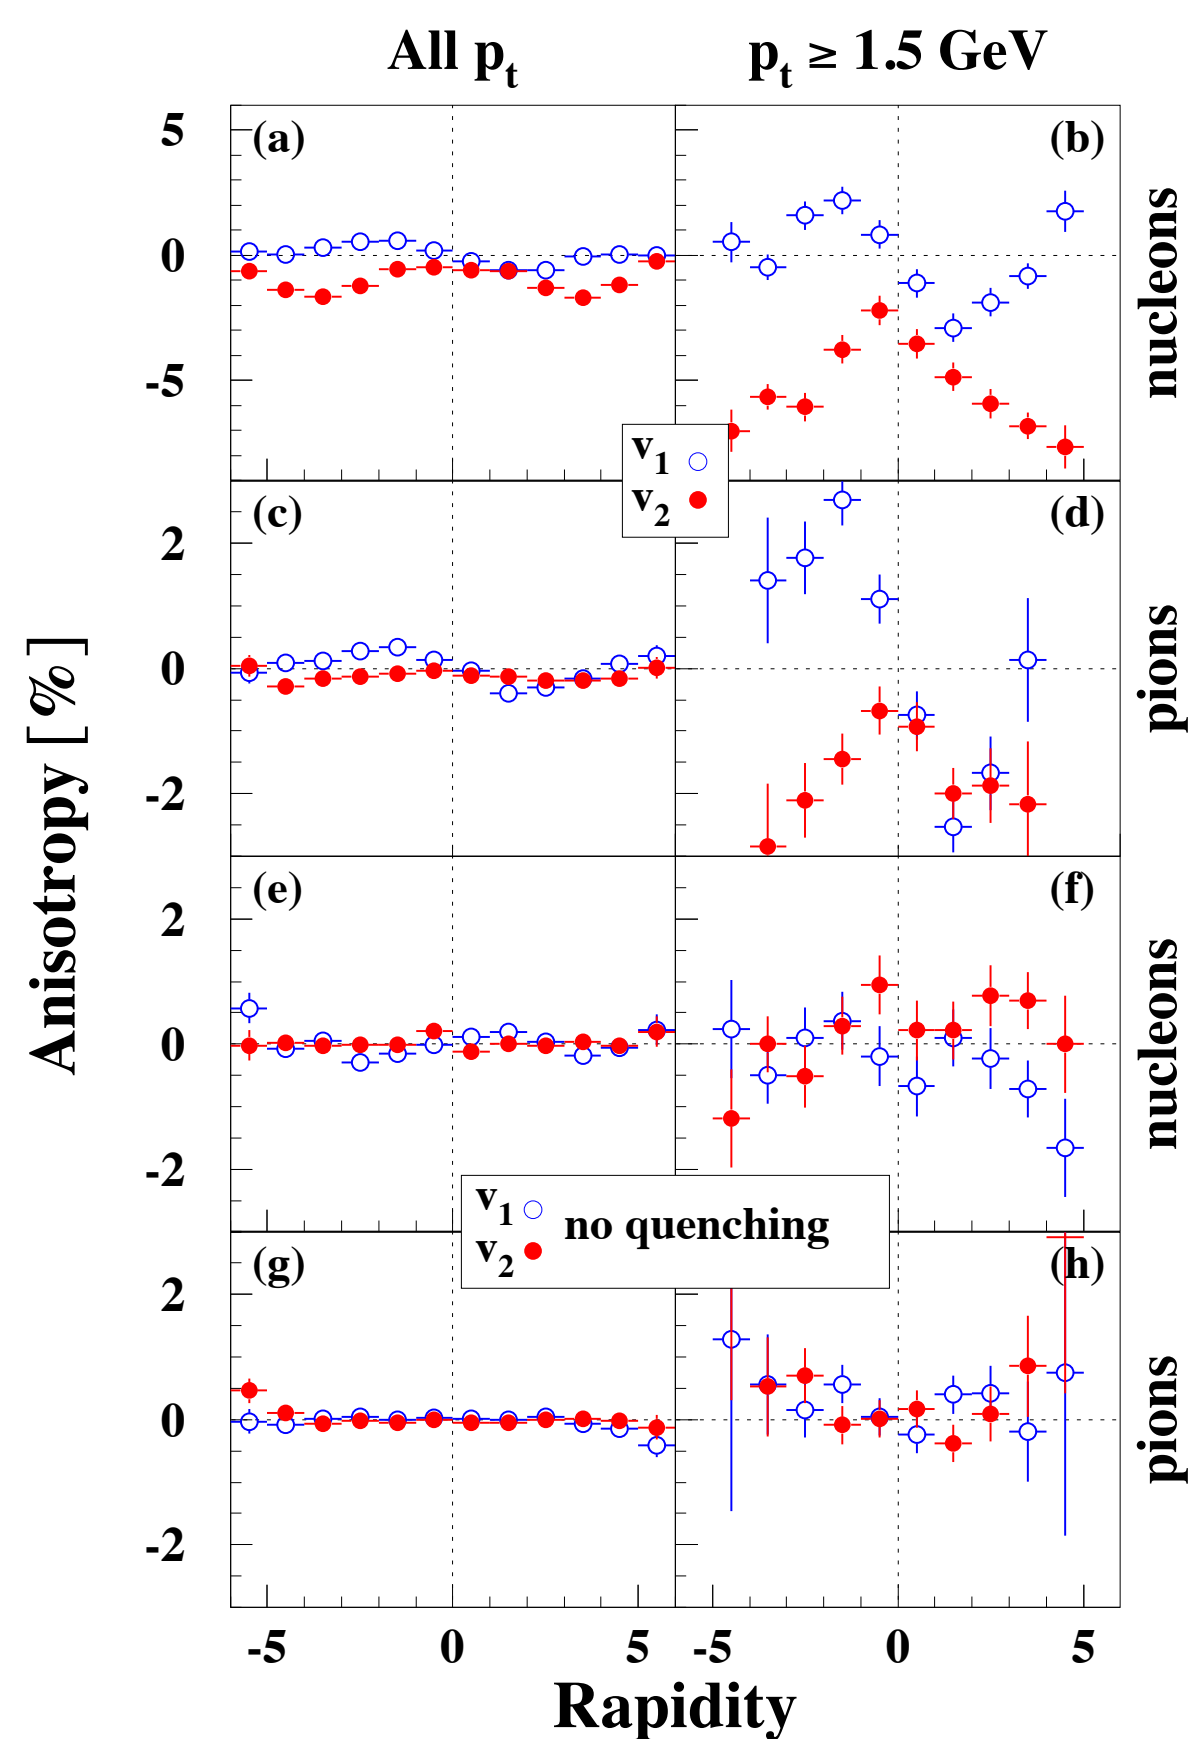 All pt
pt ≥ 1.5 GeV
5
0
-5
(a)
(b)
nucleons
v1
v2
2
0
-2
(c)
(d)
pions
Anisotropy [ % ]
2
0
-2
(e)
(f)
nucleons
v1
v2
no quenching
2
0
-2
(g)
(h)
pions
-5 0 5 -5 0 5
Rapidity